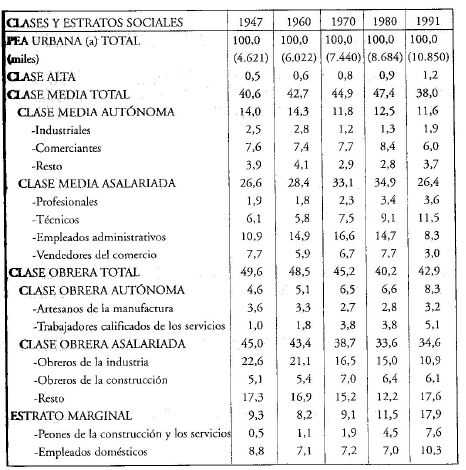 CLASES Y ESTRATOS SOCIALES 1947 1960 1970 1980 1991
PEA URBANA (a) TOTAL 100,0 100,0 100,0 100,0 100,0
(miles) (4.621) (6.022) (7.440) (8.684) (10.850)
CLASE ALTA 0,5 0,6 0,8 0,9 1,2
CLASE MEDIA TOTAL 40,6 42,7 44,9 47,4 38,0
CLASE MEDIA AUTÓNOMA 14,0 14,3 11,8 12,5 11,6
-Industriales 2,5 2,8 1,2 1,3 1,9
-Comerciantes 7,6 7,4 7,7 8,4 6,0
-Resto 3,9 4,1 2,9 2,8 3,7
CLASE MEDIA ASALARIADA 26,6 28,4 33,1 34,9 26,4
-Profesionales 1,9 1,8 2,3 3,4 3,6
-Técnicos 6,1 5,8 7,5 9,1 11,5
-Empleados administrativos 10,9 14,9 16,6 14,7 8,3
-Vendedores del comercio 7,7 5,9 6,7 7,7 3,0
CLASE OBRERA TOTAL 49,6 48,5 45,2 40,2 42,9
CLASE OBRERA AUTÓNOMA 4,6 5,1 6,5 6,6 8,3
-Artesanos de la manufactura 3,6 3,3 2,7 2,8 3,2
-Trabajadores calificados de los servicios 1,0 1,8 3,8 3,8 5,1
CLASE OBRERA ASALARIADA 45,0 43,4 38,7 33,6 34,6
-Obreros de la industria 22,6 21,1 16,5 15,0 10,9
-Obreros de la construcción 5,1 5,4 7,0 6,4 6,1
-Resto 17,3 16,9 15,2 12,2 17,6
ESTRATO MARGINAL 9,3 8,2 9,1 11,5 17,9
-Peones de la construcción y los servicios 0,5 1,1 1,9 4,5 7,6
-Empleados domésticos 8,8 7,1 7,2 7,0 10,3